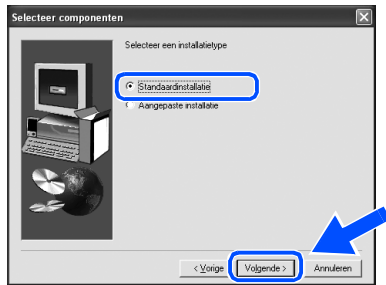 Selecteer componenten
Selecteer een installatietype
Standaardinstallatie
Aangepaste installatie
< Vorige
Volgende >
Annuleren